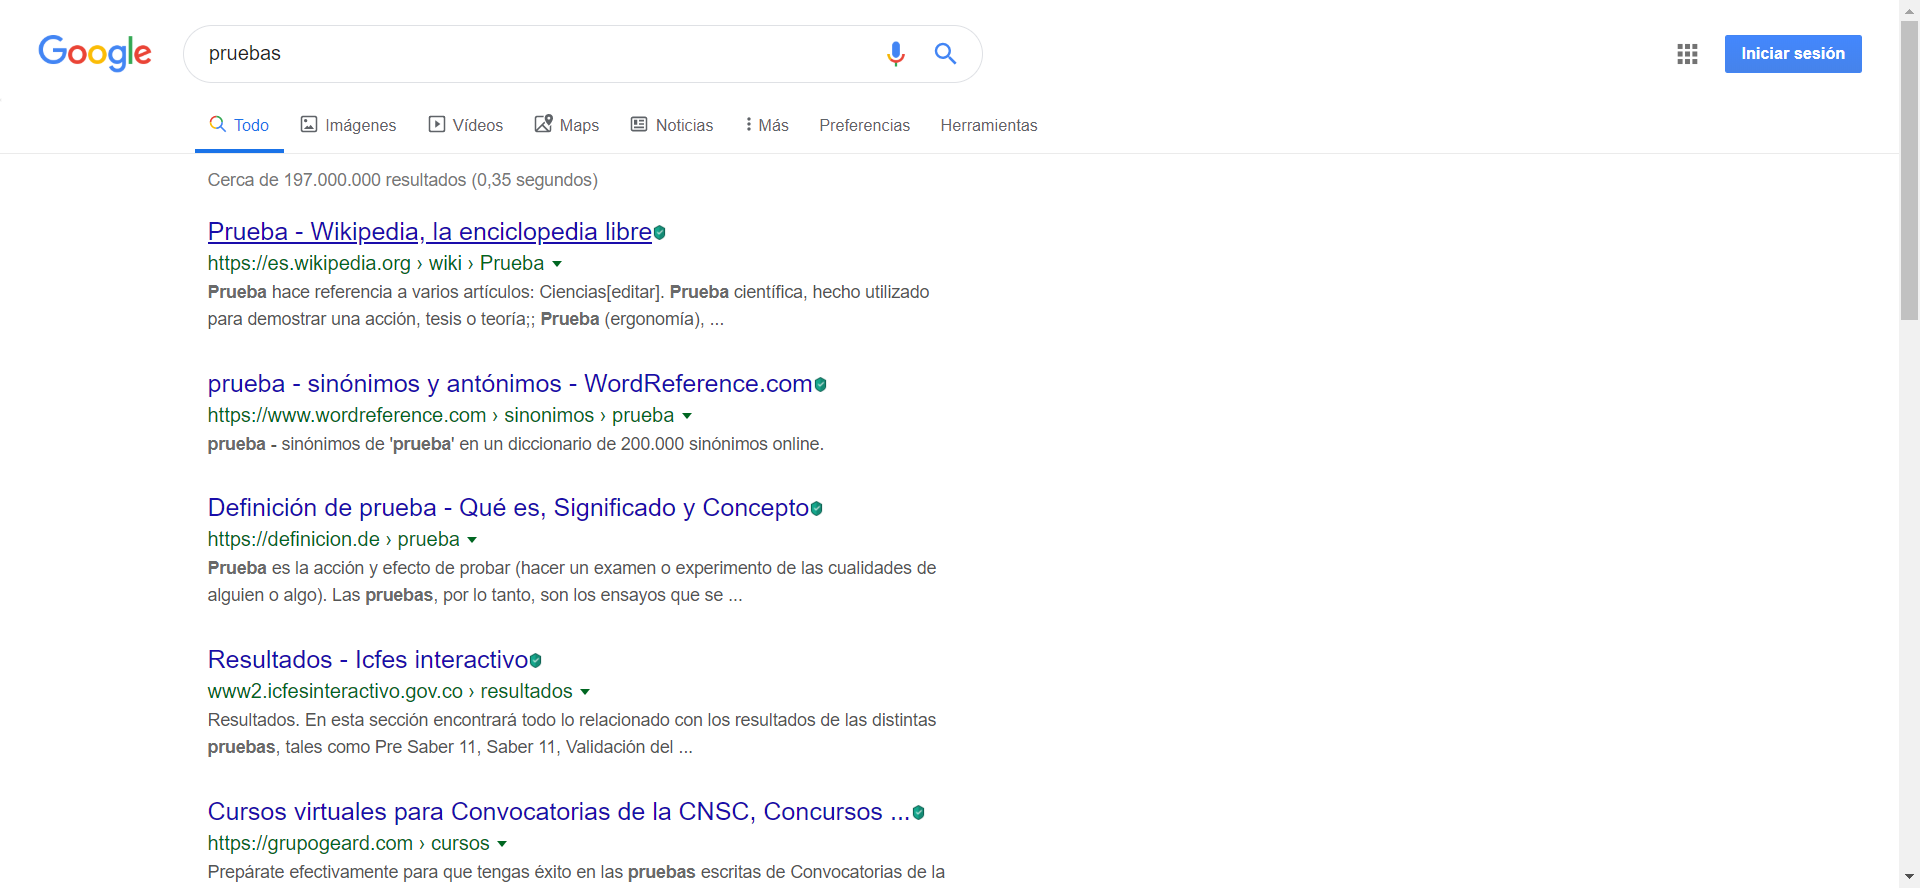 Google
pruebas
Iniciar sesión
Todo Imágenes Vídeos Maps Noticias Más Preferencias Herramientas
Cerca de 197.000.000 resultados (0,35 segundos)
Prueba - Wikipedia, la enciclopedia libre
https://es.wikipedia.org › wiki › Prueba
Prueba hace referencia a varios artículos: Ciencias[editar]. Prueba científica, hecho utilizado
para demostrar una acción, tesis o teoría;; Prueba (ergonomía), ...
prueba - sinónimos y antónimos - WordReference.com
https://www.wordreference.com › sinonimos › prueba
prueba - sinónimos de 'prueba' en un diccionario de 200.000 sinónimos online.
Definición de prueba - Qué es, Significado y Concepto
https://definicion.de › prueba
Prueba es la acción y efecto de probar (hacer un examen o experimento de las cualidades de
alguien o algo). Las pruebas, por lo tanto, son los ensayos que se ...
Resultados - Icfes interactivo
www2.icfesinteractivo.gov.co › resultados
Resultados. En esta sección encontrará todo lo relacionado con los resultados de las distintas
pruebas, tales como Pre Saber 11, Saber 11, Validación del ...
Cursos virtuales para Convocatorias de la CNSC, Concursos ...
https://grupogeard.com › cursos
Prepárate efectivamente para que tengas éxito en las pruebas escritas de Convocatorias de la